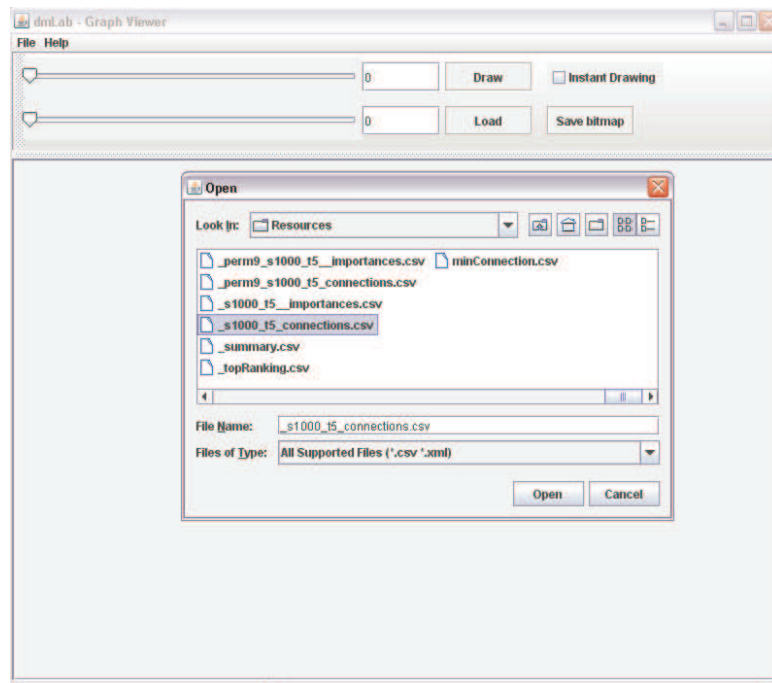 dmLab - Graph Viewer
File Help
0 Draw Instant Drawing
0 Load Save bitmap
Open
Look In: Resources
_perm9_s1000_t5__importances.csv minConnection.csv
_perm9_s1000_t5_connections.csv
_s1000_t5__importances.csv
_s1000_t5_connections.csv
_summary.csv
_topRanking.csv
File Name: _s1000_t5_connections.csv
Files of Type: All Supported Files (*.csv *.xml)
Open Cancel